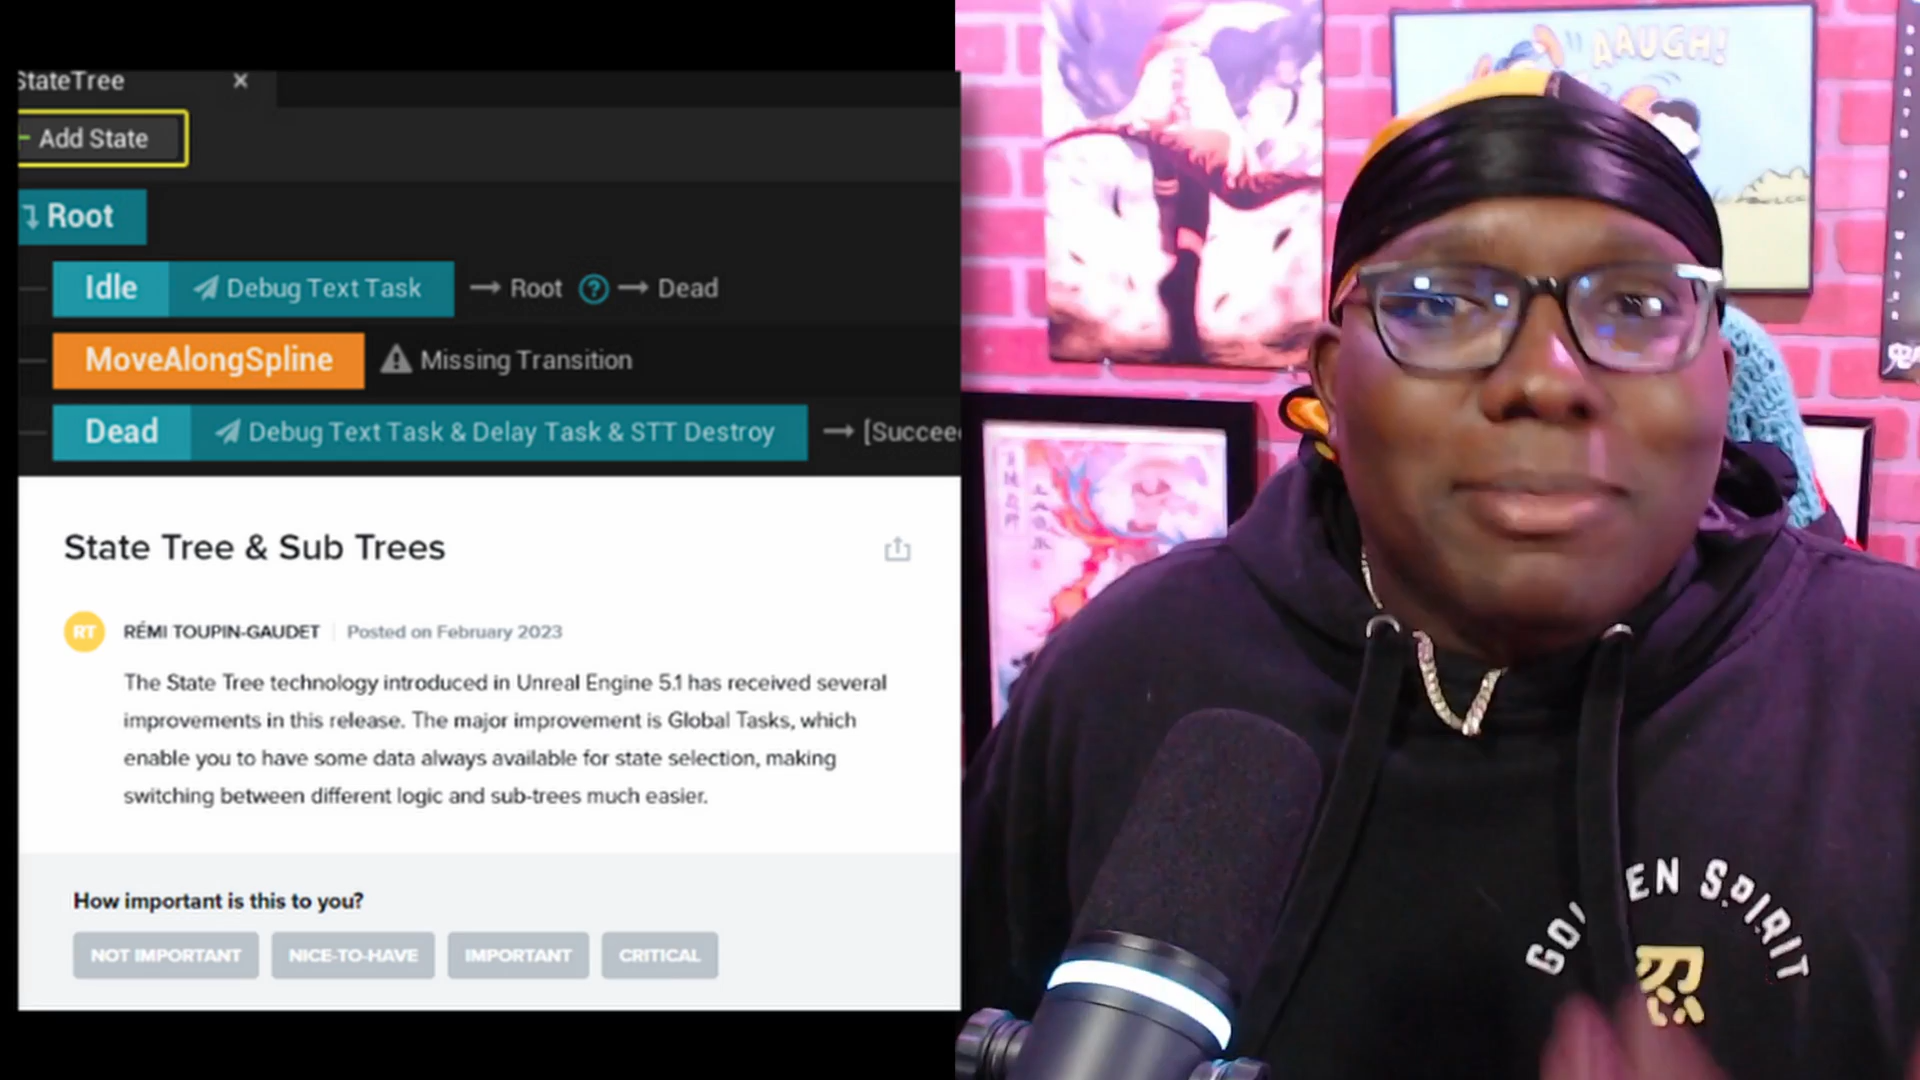 StateTree
Add State
Root
Idle Debug Text Task → Root ? → Dead
MoveAlongSpline Missing Transition
Dead Debug Text Task & Delay Task & STT Destroy → [Succee
State Tree & Sub Trees
RT RÉMI TOUPIN-GAUDET Posted on February 2023
The State Tree technology introduced in Unreal Engine 5.1 has received several
improvements in this release. The major improvement is Global Tasks, which
enable you to have some data always available for state selection, making
switching between different logic and sub-trees much easier.
How important is this to you?
NOT IMPORTANT NICE-TO-HAVE IMPORTANT CRITICAL
AAUGH!
SPIRIT